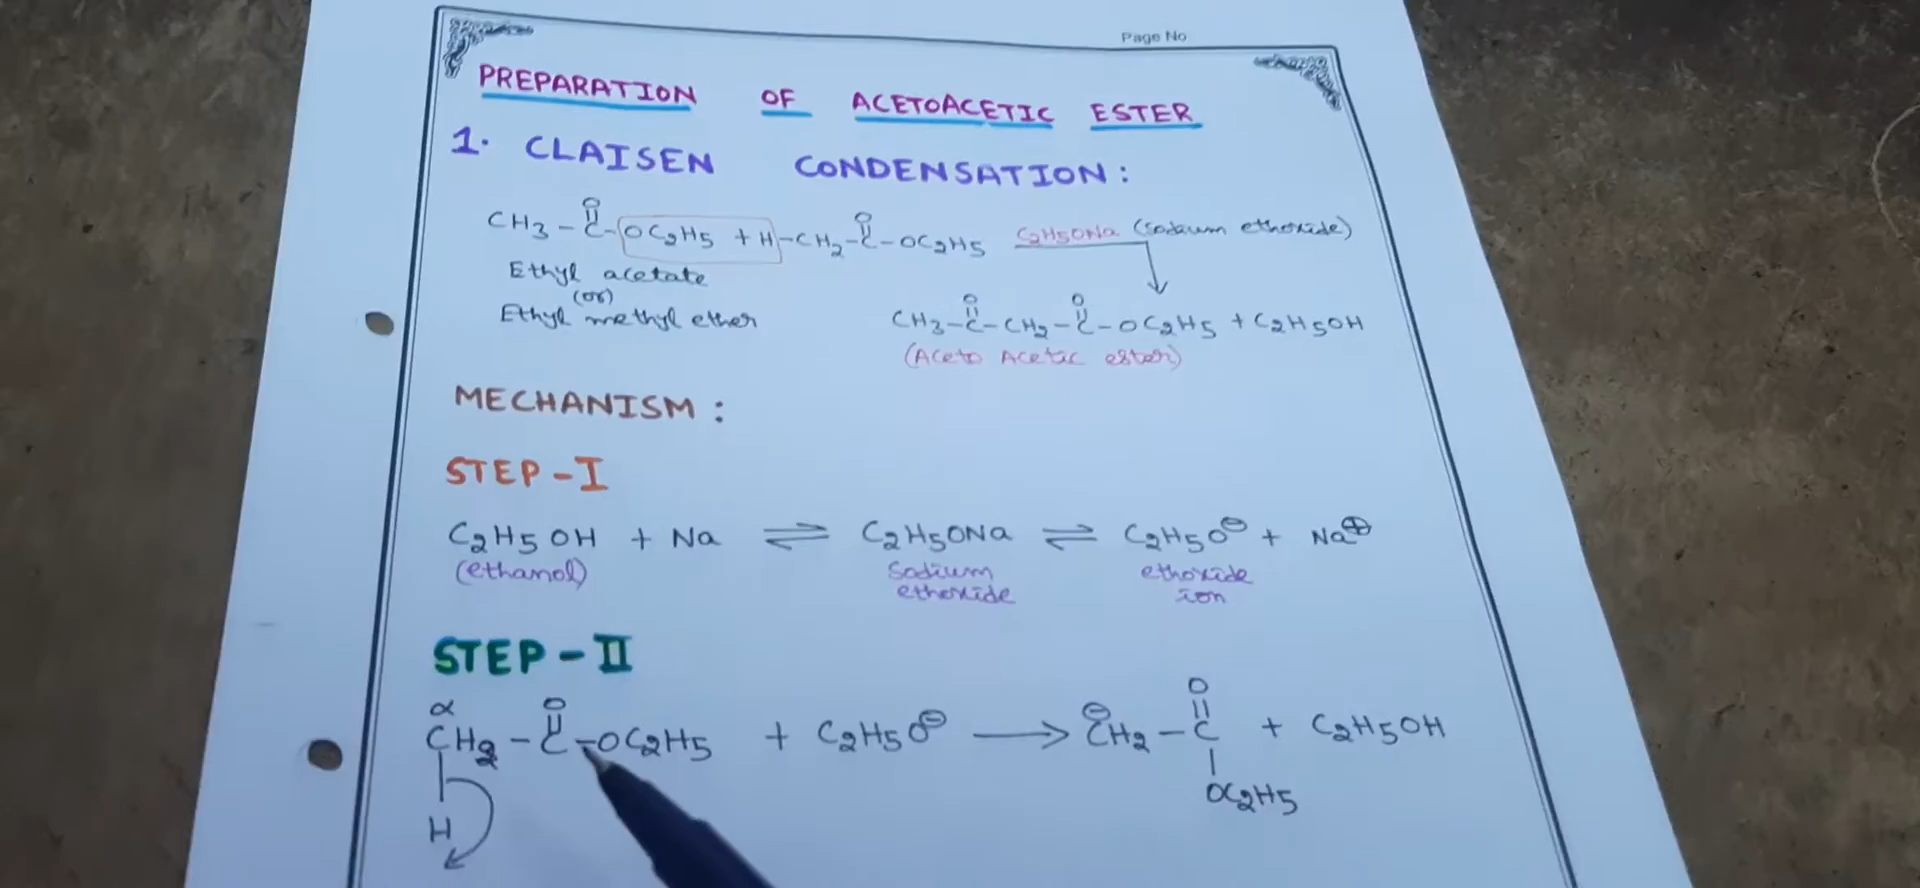 Page No
PREPARATION OF ACETOACETIC ESTER
1. CLAISEN CONDENSATION:
O O
CH3 - C - OC2H5 + H - CH2 - C - OC2H5 C2H5ONa (Sodium ethoxide)
Ethyl acetate
(or)
Ethyl methyl ether
O O
CH3 - C - CH2 - C - OC2H5 + C2H5OH
(Aceto Acetic ester)
MECHANISM :
STEP - I
C2H5OH + Na ⇌ C2H5ONa ⇌ C2H5O⊖ + Na⊕
(ethanol) Sodium ethoxide ethoxide ion
STEP - II
α O ⊖ O
CH2 - C - OC2H5 + C2H5O⊖ → CH2 - C + C2H5OH
OC2H5
H